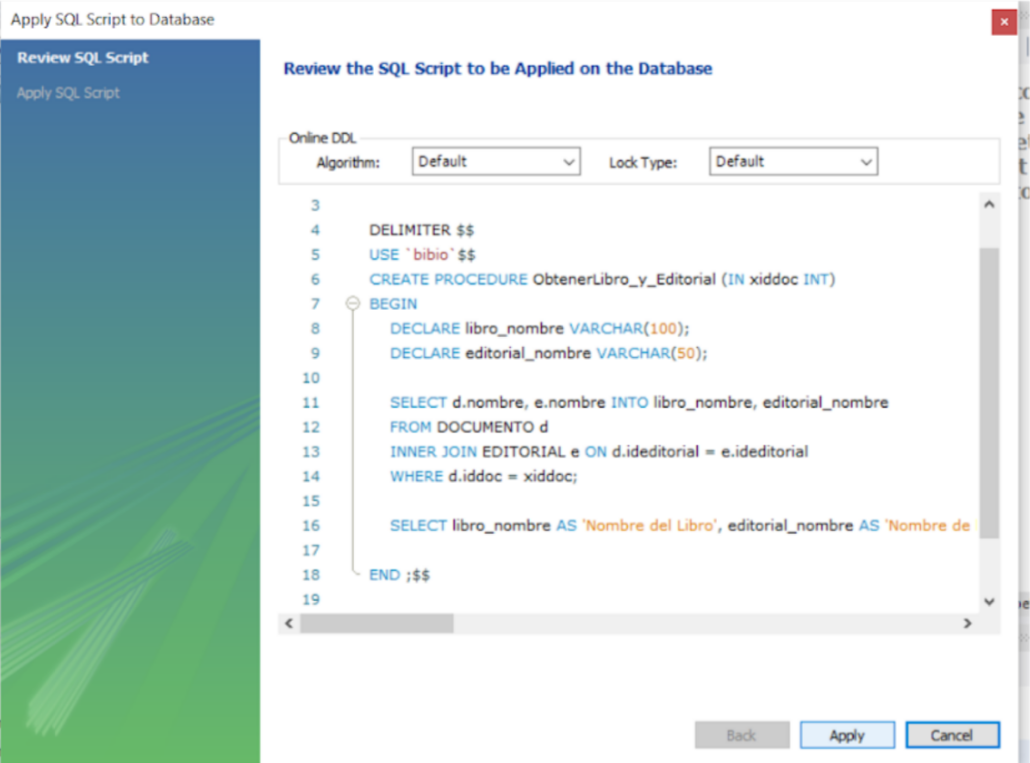 Apply SQL Script to Database
Review SQL Script
Apply SQL Script
Review the SQL Script to be Applied on the Database
Online DDL
Algorithm: Default Lock Type: Default
3
4 DELIMITER $$
5 USE `bibio`$$
6 CREATE PROCEDURE ObtenerLibro_y_Editorial (IN xiddoc INT)
7 BEGIN
8 DECLARE libro_nombre VARCHAR(100);
9 DECLARE editorial_nombre VARCHAR(50);
10
11 SELECT d.nombre, e.nombre INTO libro_nombre, editorial_nombre
12 FROM DOCUMENTO d
13 INNER JOIN EDITORIAL e ON d.ideditorial = e.ideditorial
14 WHERE d.iddoc = xiddoc;
15
16 SELECT libro_nombre AS 'Nombre del Libro', editorial_nombre AS 'Nombre de
17
18 END ;$$
19
Back Apply Cancel